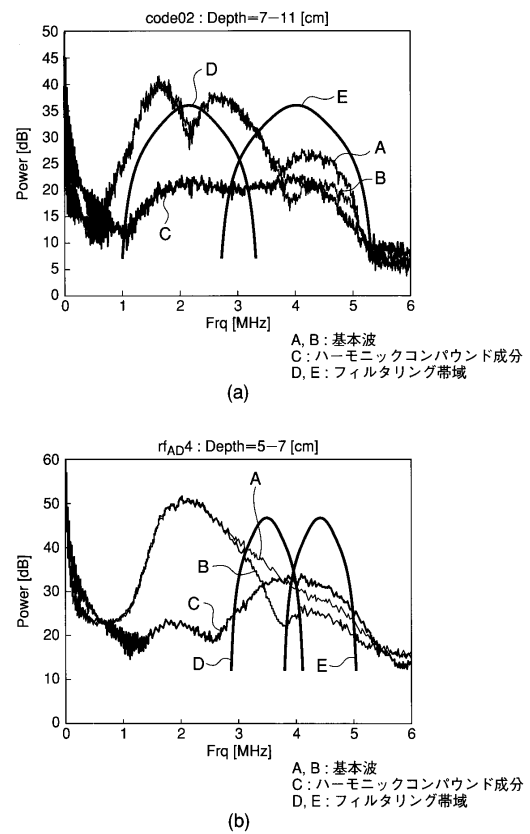 code02 : Depth=7−11 [cm]
50
45
40
35
30
25
20
15
10
5
0
Power [dB]
D
E
A
B
C
0
1
2
3
4
5
6
Frq [MHz]
A, B : 基本波
C : ハーモニックコンパウンド成分
D, E : フィルタリング帯域
(a)
rfAD4 : Depth=5−7 [cm]
60
50
40
30
20
10
0
Power [dB]
A
B
C
D
E
0
1
2
3
4
5
6
Frq [MHz]
A, B : 基本波
C : ハーモニックコンパウンド成分
D, E : フィルタリング帯域
(b)